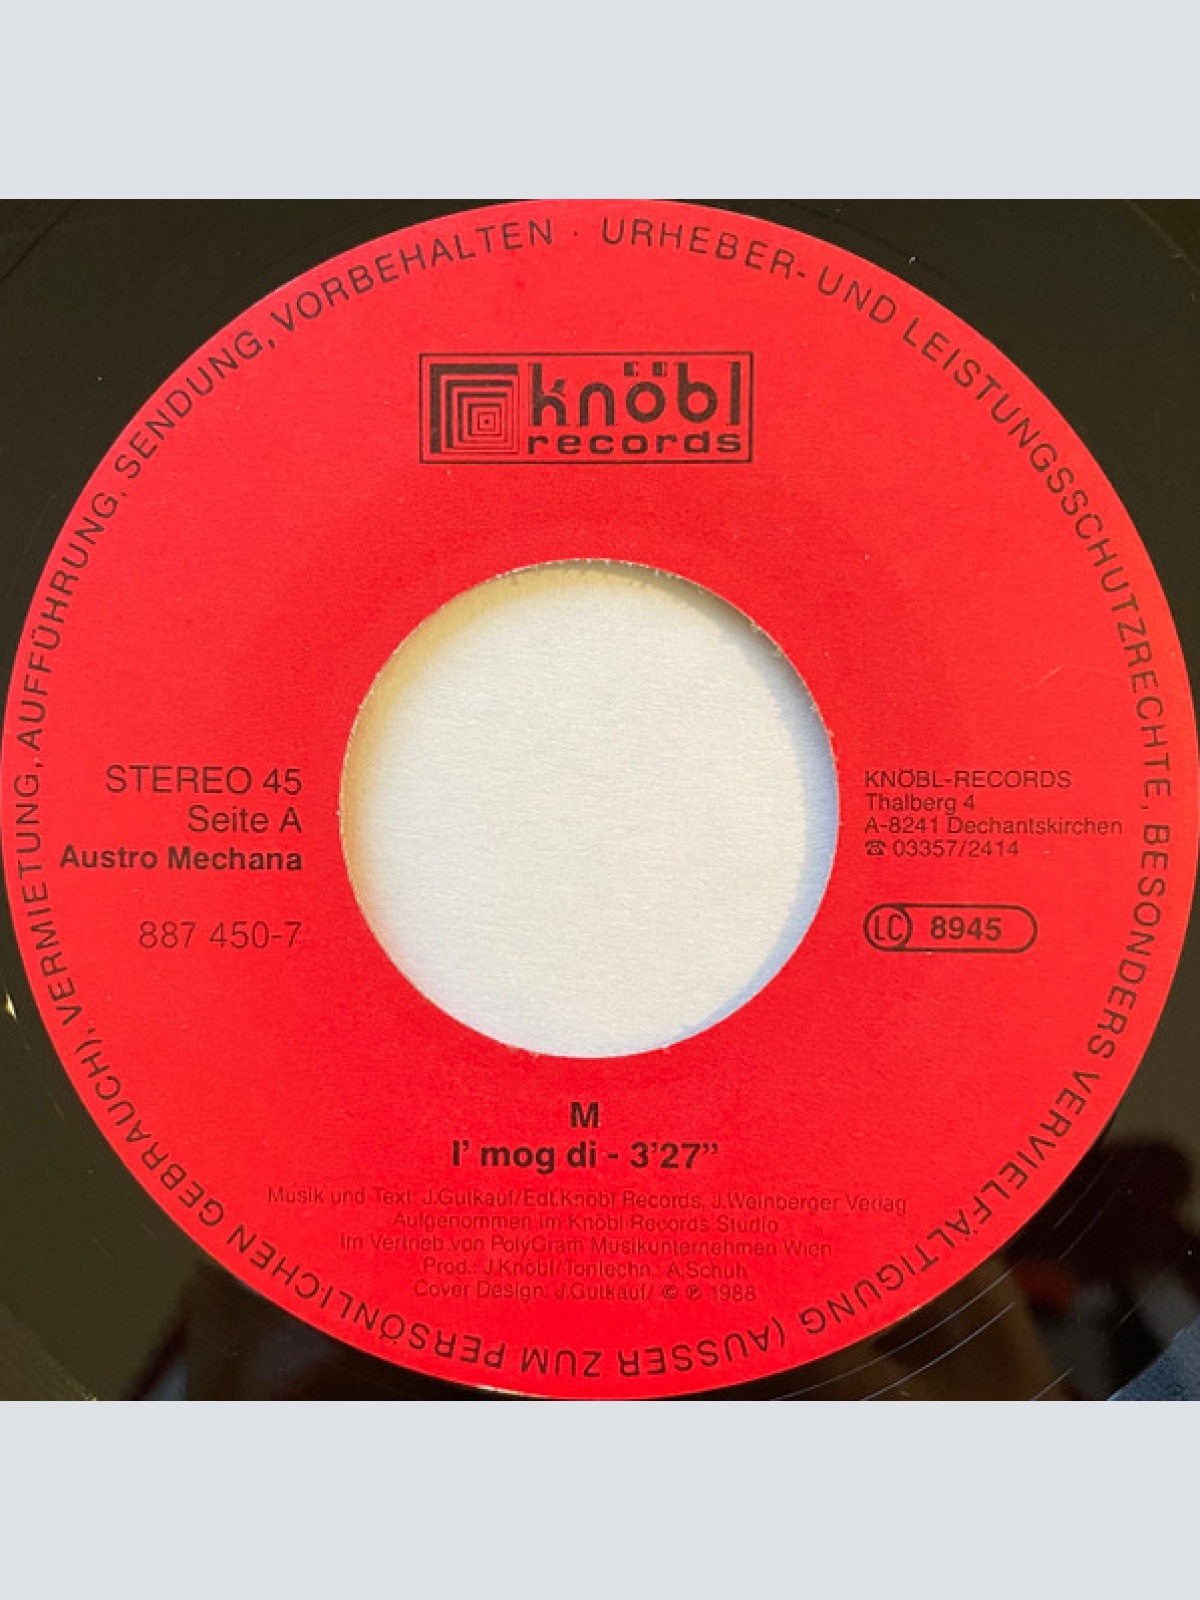 URHEBER- UND LEISTUNGSSCHUTZRECHTE, BESONDERS VERVIELFÄLTIGUNG (AUSSER ZUM PERSÖNLICHEN GEBRAUCH), VERMIETUNG, AUFFÜHRUNG, SENDUNG, VORBEHALTEN ·
knöbl
records
STEREO 45
Seite A
Austro Mechana
887 450-7
KNÖBL-RECORDS
Thalberg 4
A-8241 Dechantskirchen
☎ 03357/2414
LC 8945
M
I' mog di - 3'27”
Musik und Text: J.Gutkauf/Edt.Knöbl Records, J.Weinberger Verlag
Aufgenommen im Knöbl Records Studio
Im Vertrieb von PolyGram Musikunternehmen Wien
Prod.: J.Knöbl/Tontechn.: A.Schuh
Cover Design: J.Gutkauf/ © ℗ 1988